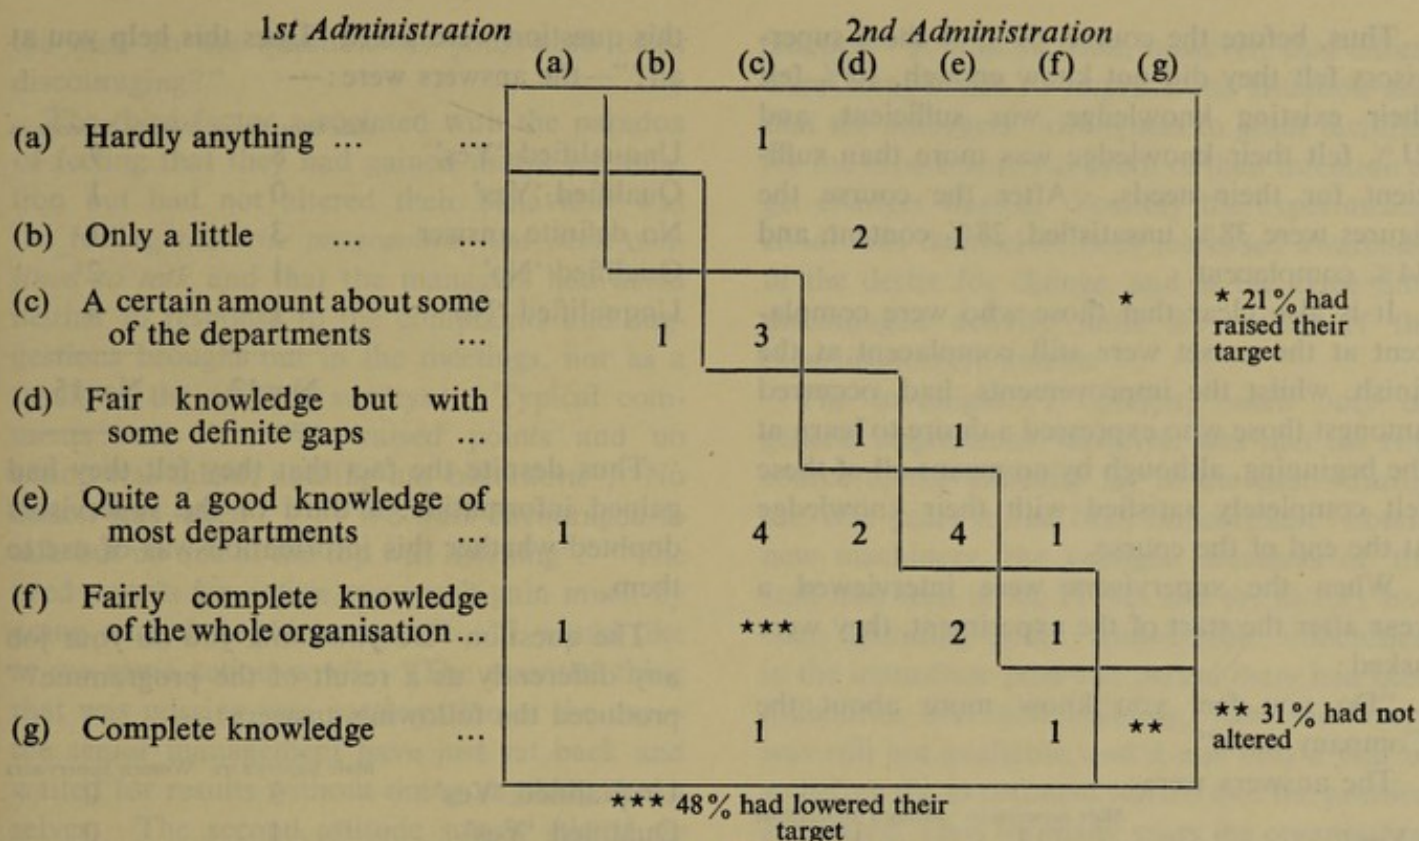 1st Administration 2nd Administration
(a) (b) (c) (d) (e) (f) (g)
(a) Hardly anything ... ... 1
(b) Only a little ... ... 2 1
(c) A certain amount about some ★ ★ 21% had
of the departments ... 1 3 raised their
target
(d) Fair knowledge but with
some definite gaps ... 1 1
(e) Quite a good knowledge of
most departments ... 1 4 2 4 1
(f) Fairly complete knowledge
of the whole organisation ... 1 ★★★ 1 2 1
(g) Complete knowledge ... 1 1 ★★ ★★ 31% had not
altered
★★★ 48% had lowered their
target